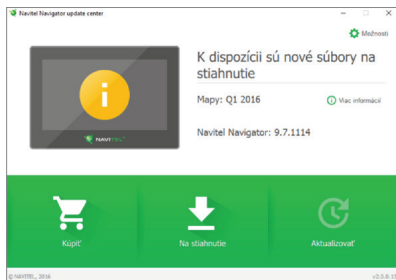 Navitel Navigator update center
Možnosti
K dispozícii sú nové súbory na
stiahnutie
Mapy: Q1 2016
Viac informácií
Navitel Navigator: 9.7.1114
NAVITEL
Kúpiť
Na stiahnutie
Aktualizovať
© NAVITEL, 2016